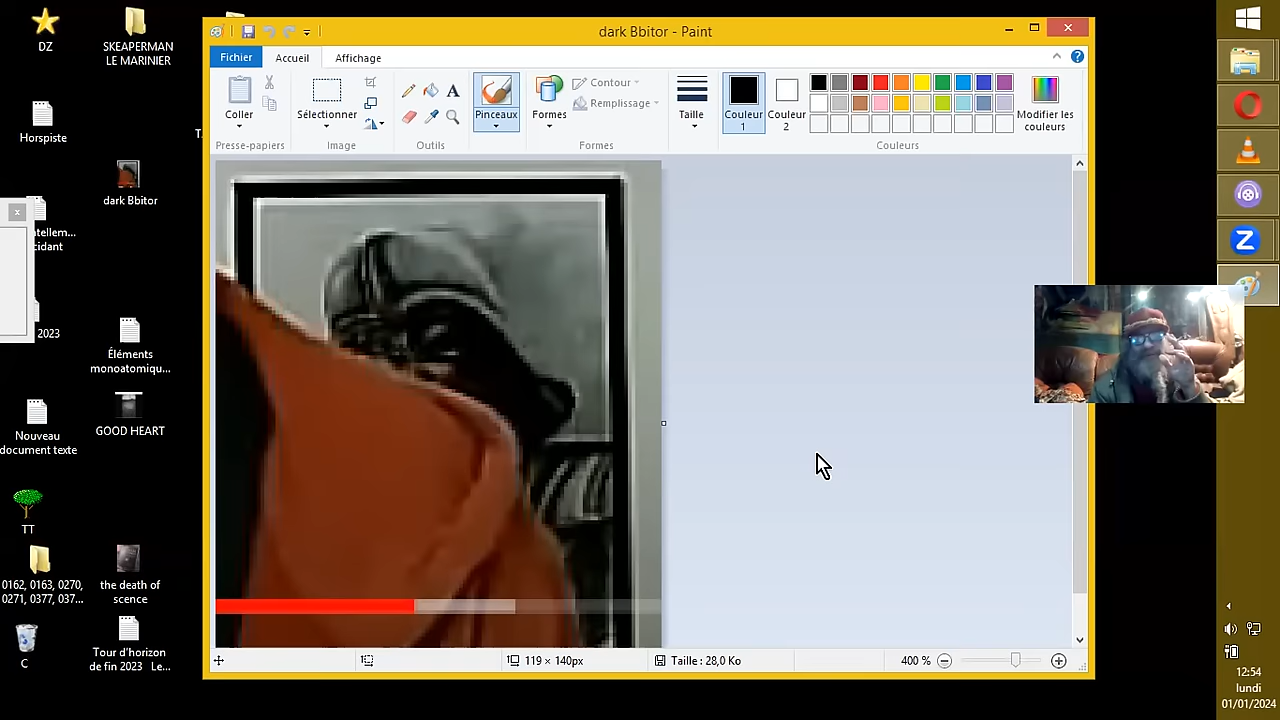 DZ
SKEAPERMAN
LE MARINIER
Horspiste
dark Bbitor
T.
x
ntellem...
cidant
2023
Éléments
monoatomiqu...
Nouveau
document texte
GOOD HEART
TT
0162, 0163, 0270,
0271, 0377, 037...
the death of
scence
C
Tour d'horizon
de fin 2023 Le...
dark Bbitor - Paint
Fichier
Accueil
Affichage
Coller
Sélectionner
A
Pinceaux
Formes
Contour
Remplissage
Taille
Couleur
1
Couleur
2
Modifier les
couleurs
Presse-papiers
Image
Outils
Formes
Couleurs
119 × 140px
Taille : 28,0 Ko
400 %
Z
12:54
lundi
01/01/2024